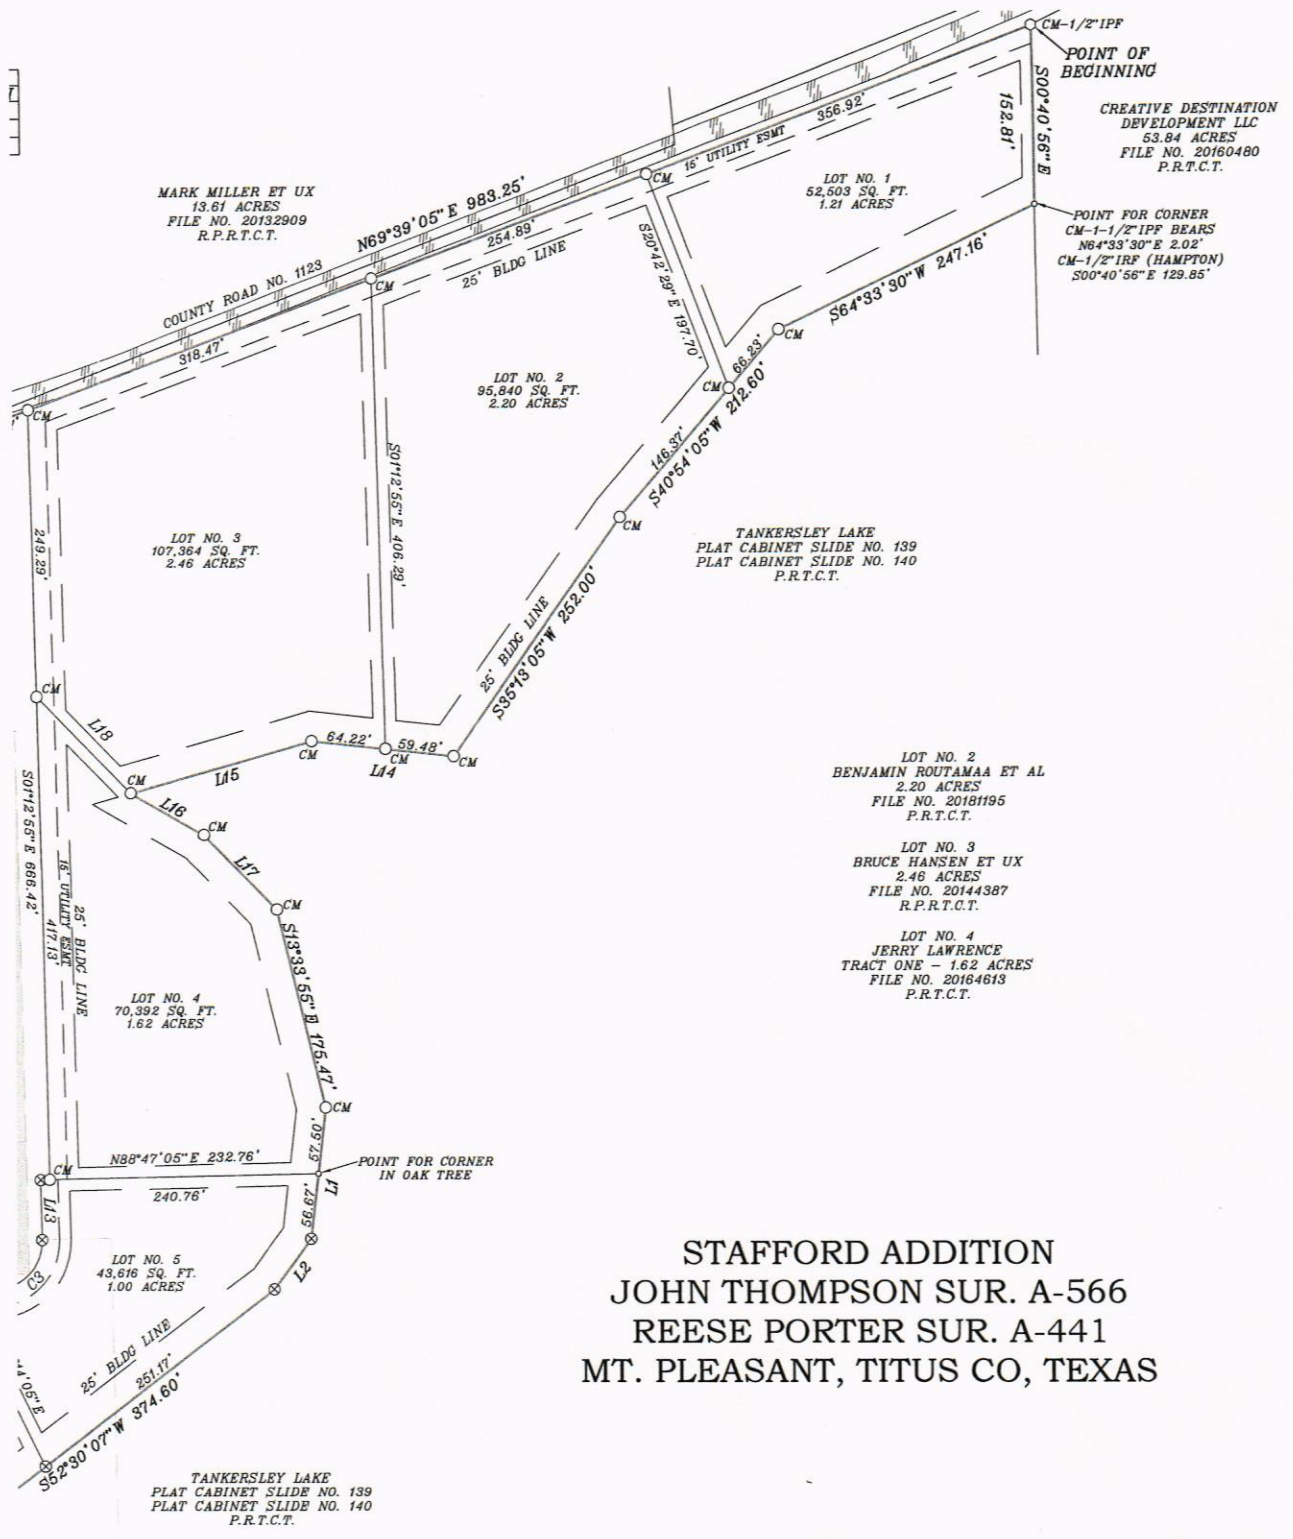 CM-1/2"IPF
POINT OF
BEGINNING
S00°40'56"E
152.81'
CREATIVE DESTINATION
DEVELOPMENT LLC
53.84 ACRES
FILE NO. 20160480
P.R.T.C.T.
356.92'
15' UTILITY ESMT
LOT NO. 1
52,503 SQ. FT.
1.21 ACRES
MARK MILLER ET UX
13.61 ACRES
FILE NO. 20132909
R.P.R.T.C.T.
N69°39'05"E 983.25'
CM
254.89'
25' BLDG LINE
S20°42'29"E 197.70'
POINT FOR CORNER
CM-1-1/2"IPF BEARS
N64°33'30"E 2.02'
CM-1/2"IRF (HAMPTON)
S00°40'56"E 129.85'
S64°33'30"W 247.16'
COUNTY ROAD NO. 1123
318.47'
CM
CM
66.23'
CM
LOT NO. 2
95,840 SQ. FT.
2.20 ACRES
CM
S40°54'05"W 212.60'
146.37'
S01°12'55"E 406.29'
CM
LOT NO. 3
107,364 SQ. FT.
2.46 ACRES
249.29'
TANKERSLEY LAKE
PLAT CABINET SLIDE NO. 139
PLAT CABINET SLIDE NO. 140
P.R.T.C.T.
25' BLDG LINE
S35°13'05"W 252.00'
CM
L18
64.22'
59.48'
CM
CM
CM
L14
L15
CM
L16
CM
L17
S01°12'55"E 666.42'
LOT NO. 2
BENJAMIN ROUTAMAA ET AL
2.20 ACRES
FILE NO. 20181195
P.R.T.C.T.
LOT NO. 3
BRUCE HANSEN ET UX
2.46 ACRES
FILE NO. 20144387
R.P.R.T.C.T.
LOT NO. 4
JERRY LAWRENCE
TRACT ONE - 1.62 ACRES
FILE NO. 20164613
P.R.T.C.T.
CM
15' UTILITY ESMT
417.13'
25' BLDG LINE
S13°33'55"E 175.47'
LOT NO. 4
70,392 SQ. FT.
1.62 ACRES
CM
57.50'
N88°47'05"E 232.76'
POINT FOR CORNER
IN OAK TREE
CM
240.76'
L1
L13
56.67'
LOT NO. 5
43,616 SQ. FT.
1.00 ACRES
C3
L2
25' BLDG LINE
251.17'
S52°30'07"W 374.60'
STAFFORD ADDITION
JOHN THOMPSON SUR. A-566
REESE PORTER SUR. A-441
MT. PLEASANT, TITUS CO, TEXAS
TANKERSLEY LAKE
PLAT CABINET SLIDE NO. 139
PLAT CABINET SLIDE NO. 140
P.R.T.C.T.